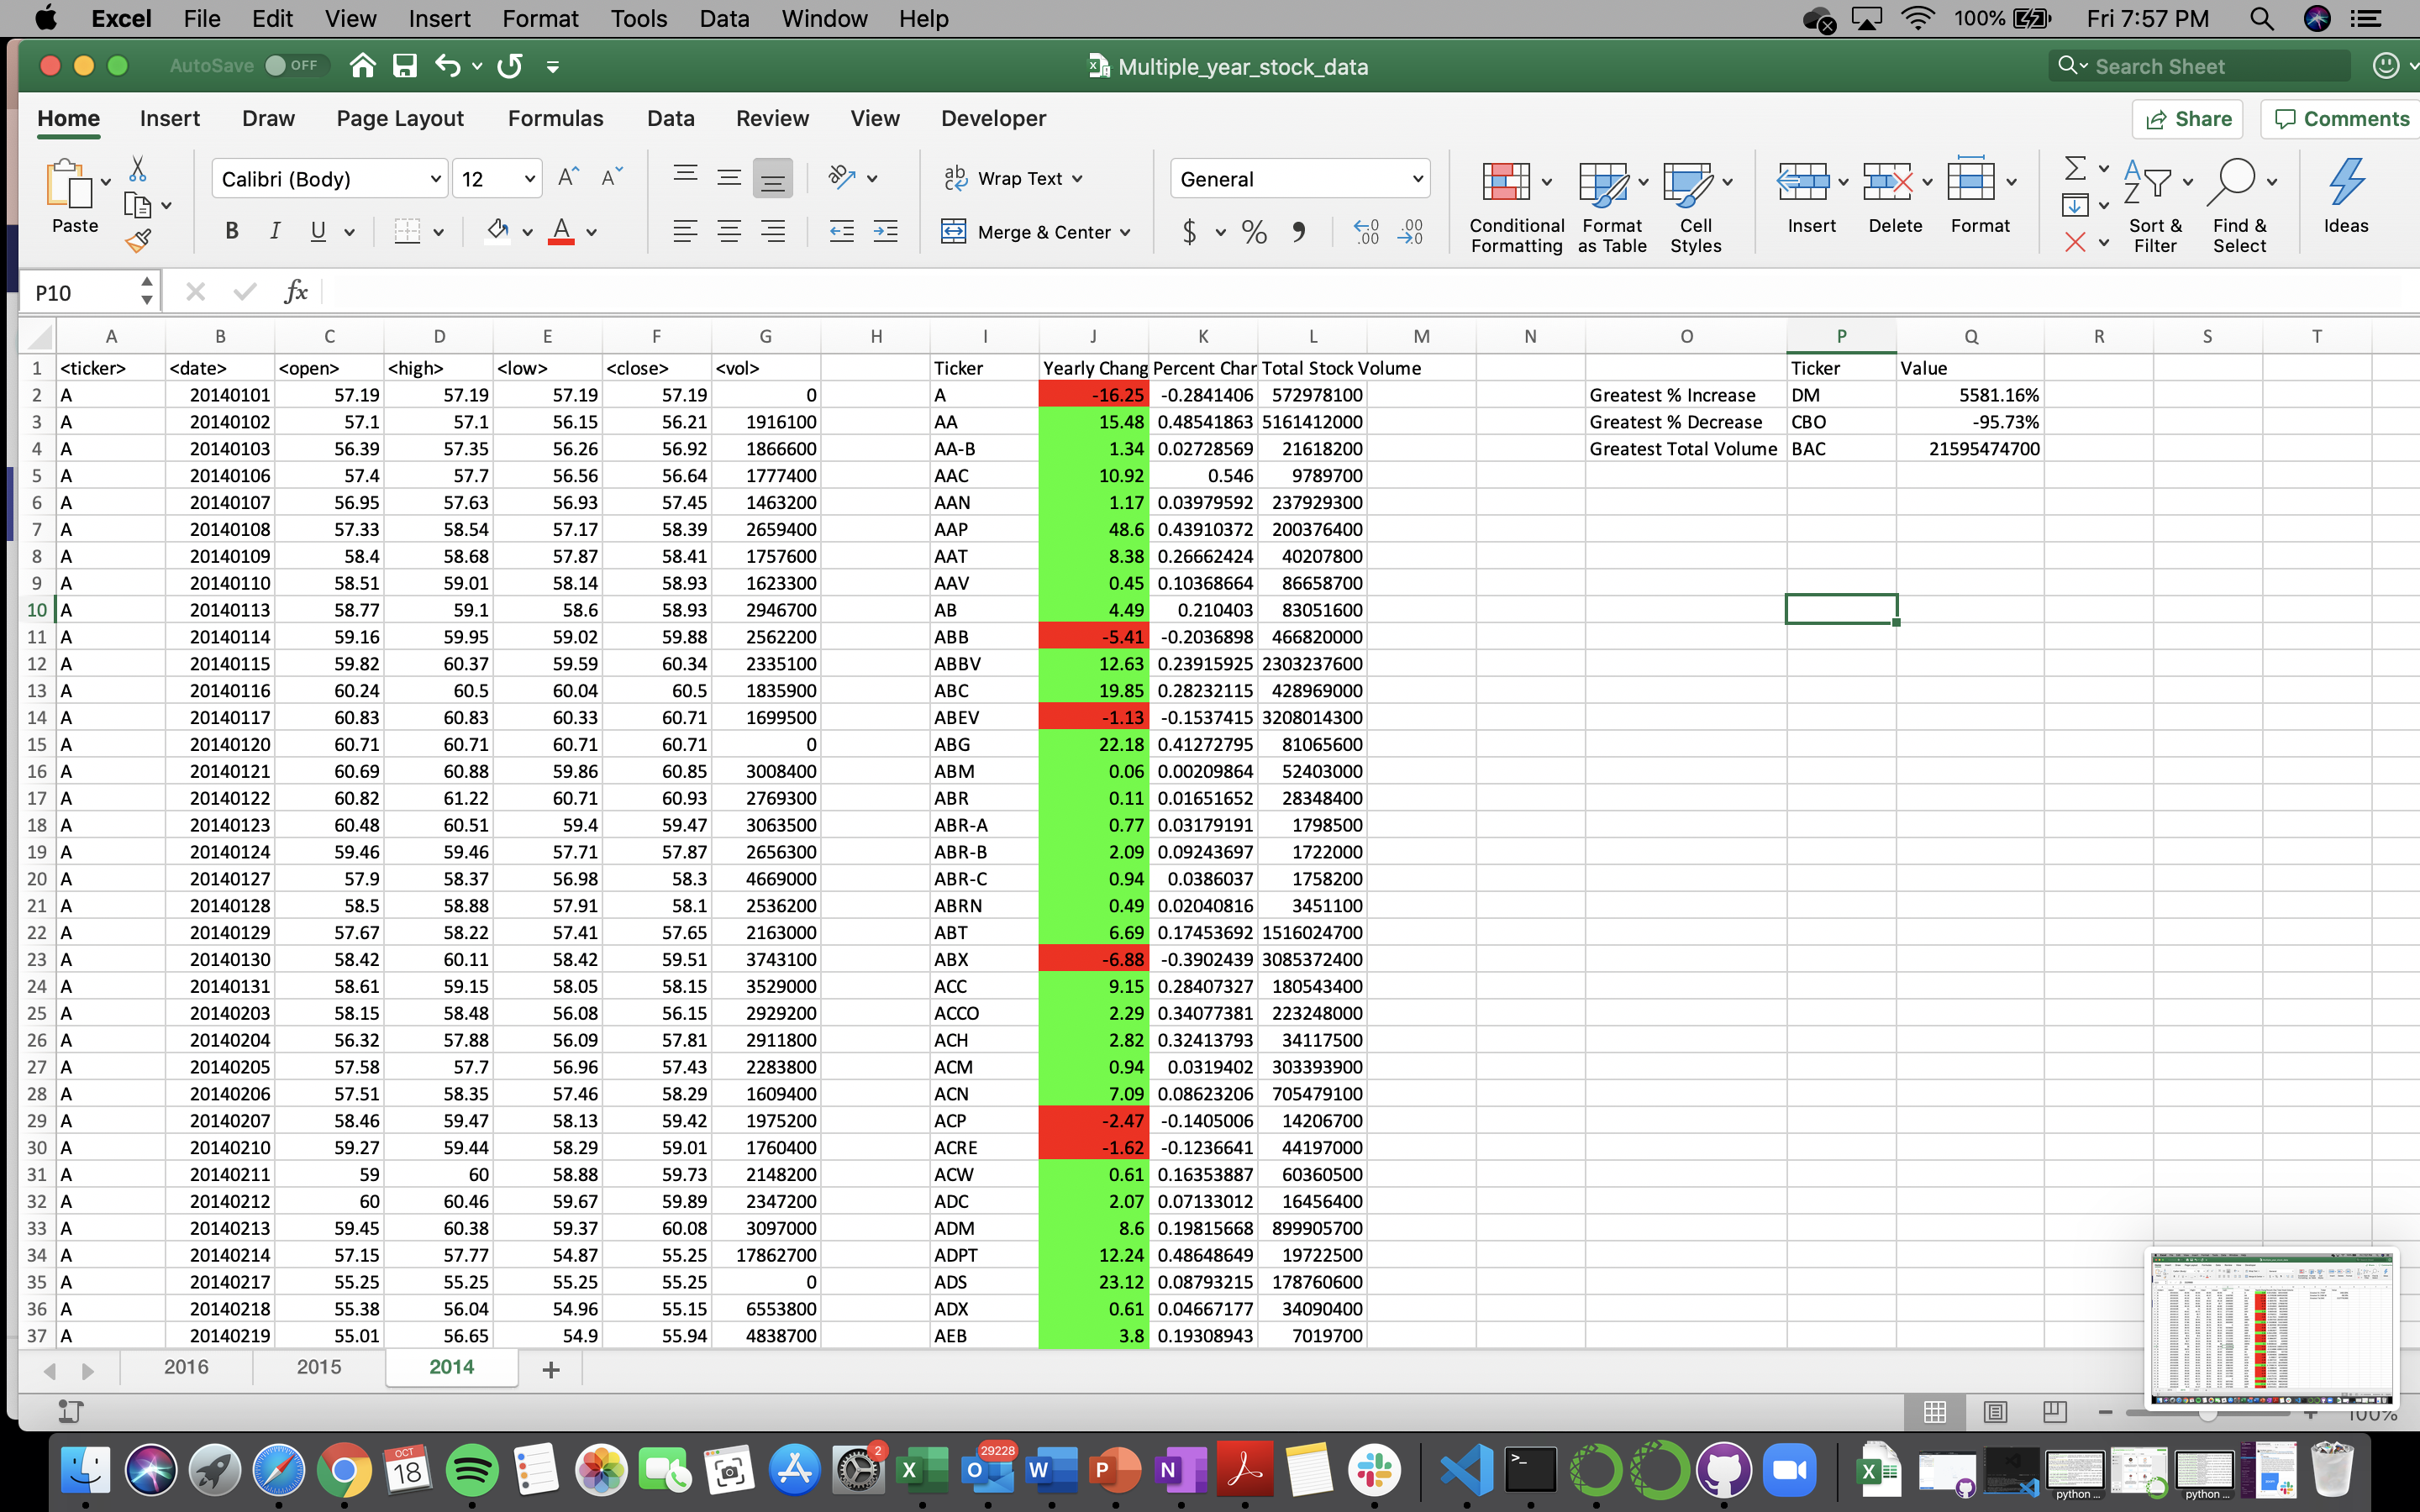 Excel File Edit View Insert Format Tools Data Window Help 100% Fri 7:57 PM
AutoSave OFF Multiple_year_stock_data Search Sheet
Home Insert Draw Page Layout Formulas Data Review View Developer Share Comments
Calibri (Body) 12 Wrap Text General
Paste B I U A Merge & Center $ % Conditional Formatting Format as Table Cell Styles Insert Delete Format Sort & Filter Find & Select Ideas
P10 fx
A B C D E F G H I J K L M N O P Q R S T
1 <ticker> <date> <open> <high> <low> <close> <vol> Ticker Yearly Chang Percent Char Total Stock Volume Ticker Value
2 A 20140101 57.19 57.19 57.19 57.19 0 A -16.25 -0.2841406 572978100 Greatest % Increase DM 5581.16%
3 A 20140102 57.1 57.1 56.15 56.21 1916100 AA 15.48 0.48541863 5161412000 Greatest % Decrease CBO -95.73%
4 A 20140103 56.39 57.35 56.26 56.92 1866600 AA-B 1.34 0.02728569 21618200 Greatest Total Volume BAC 21595474700
5 A 20140106 57.4 57.7 56.56 56.64 1777400 AAC 10.92 0.546 9789700
6 A 20140107 56.95 57.63 56.93 57.45 1463200 AAN 1.17 0.03979592 237929300
7 A 20140108 57.33 58.54 57.17 58.39 2659400 AAP 48.6 0.43910372 200376400
8 A 20140109 58.4 58.68 57.87 58.41 1757600 AAT 8.38 0.26662424 40207800
9 A 20140110 58.51 59.01 58.14 58.93 1623300 AAV 0.45 0.10368664 86658700
10 A 20140113 58.77 59.1 58.6 58.93 2946700 AB 4.49 0.210403 83051600
11 A 20140114 59.16 59.95 59.02 59.88 2562200 ABB -5.41 -0.2036898 466820000
12 A 20140115 59.82 60.37 59.59 60.34 2335100 ABBV 12.63 0.23915925 2303237600
13 A 20140116 60.24 60.5 60.04 60.5 1835900 ABC 19.85 0.28232115 428969000
14 A 20140117 60.83 60.83 60.33 60.71 1699500 ABEV -1.13 -0.1537415 3208014300
15 A 20140120 60.71 60.71 60.71 60.71 0 ABG 22.18 0.41272795 81065600
16 A 20140121 60.69 60.88 59.86 60.85 3008400 ABM 0.06 0.00209864 52403000
17 A 20140122 60.82 61.22 60.71 60.93 2769300 ABR 0.11 0.01651652 28348400
18 A 20140123 60.48 60.51 59.4 59.47 3063500 ABR-A 0.77 0.03179191 1798500
19 A 20140124 59.46 59.46 57.71 57.87 2656300 ABR-B 2.09 0.09243697 1722000
20 A 20140127 57.9 58.37 56.98 58.3 4669000 ABR-C 0.94 0.0386037 1758200
21 A 20140128 58.5 58.88 57.91 58.1 2536200 ABRN 0.49 0.02040816 3451100
22 A 20140129 57.67 58.22 57.41 57.65 2163000 ABT 6.69 0.17453692 1516024700
23 A 20140130 58.42 60.11 58.42 59.51 3743100 ABX -6.88 -0.3902439 3085372400
24 A 20140131 58.61 59.15 58.05 58.15 3529000 ACC 9.15 0.28407327 180543400
25 A 20140203 58.15 58.48 56.08 56.15 2929200 ACCO 2.29 0.34077381 223248000
26 A 20140204 56.32 57.88 56.09 57.81 2911800 ACH 2.82 0.32413793 34117500
27 A 20140205 57.58 57.7 56.96 57.43 2283800 ACM 0.94 0.0319402 303393900
28 A 20140206 57.51 58.35 57.46 58.29 1609400 ACN 7.09 0.08623206 705479100
29 A 20140207 58.46 59.47 58.13 59.42 1975200 ACP -2.47 -0.1405006 14206700
30 A 20140210 59.27 59.44 58.29 59.01 1760400 ACRE -1.62 -0.1236641 44197000
31 A 20140211 59 60 58.88 59.73 2148200 ACW 0.61 0.16353887 60360500
32 A 20140212 60 60.46 59.67 59.89 2347200 ADC 2.07 0.07133012 16456400
33 A 20140213 59.45 60.38 59.37 60.08 3097000 ADM 8.6 0.19815668 899905700
34 A 20140214 57.15 57.77 54.87 55.25 17862700 ADPT 12.24 0.48648649 19722500
35 A 20140217 55.25 55.25 55.25 55.25 0 ADS 23.12 0.08793215 178760600
36 A 20140218 55.38 56.04 54.96 55.15 6553800 ADX 0.61 0.04667177 34090400
37 A 20140219 55.01 56.65 54.9 55.94 4838700 AEB 3.8 0.19308943 7019700
2016 2015 2014 +
100%
OCT 18 2 29228 python ... python ...